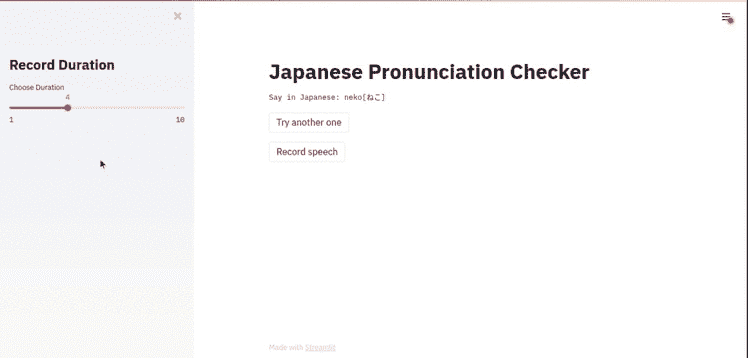 Record Duration
Choose Duration
4
1 10
Japanese Pronunciation Checker
Say in Japanese: neko[ねこ]
Try another one
Record speech
Made with Streamlit